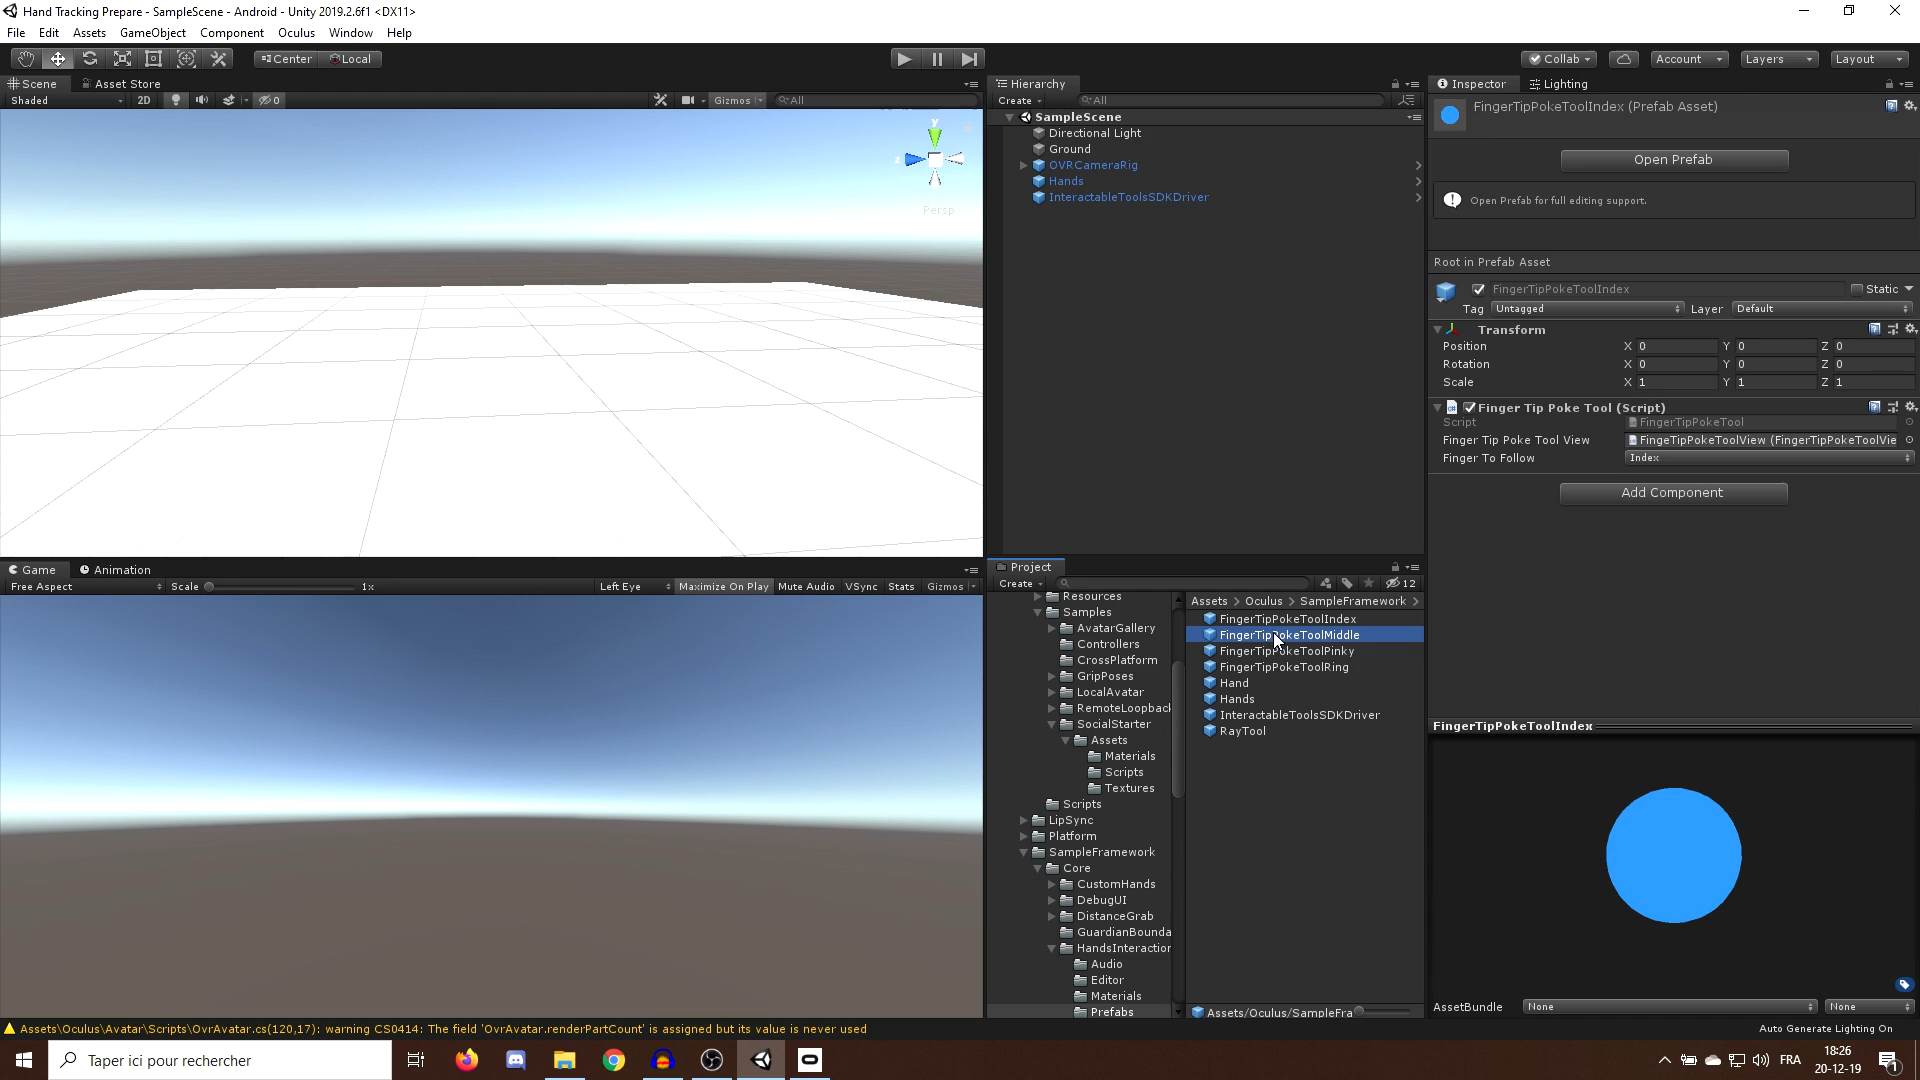 Hand Tracking Prepare - SampleScene - Android - Unity 2019.2.6f1 <DX11>
File Edit Assets GameObject Component Oculus Window Help
Center Local
Collab Account Layers Layout
Scene Asset Store
Shaded 2D 0 Gizmos All
y
z
Persp
Hierarchy
Create All
SampleScene
Directional Light
Ground
OVRCameraRig
Hands
InteractableToolsSDKDriver
Inspector Lighting
FingerTipPokeToolIndex (Prefab Asset)
Open Prefab
Open Prefab for full editing support.
Root in Prefab Asset
FingerTipPokeToolIndex Static
Tag Untagged Layer Default
Transform
Position X 0 Y 0 Z 0
Rotation X 0 Y 0 Z 0
Scale X 1 Y 1 Z 1
Finger Tip Poke Tool (Script)
Script FingerTipPokeTool
Finger Tip Poke Tool View FingeTipPokeToolView (FingerTipPokeToolVie
Finger To Follow Index
Add Component
Game Animation
Free Aspect Scale 1x Left Eye Maximize On Play Mute Audio VSync Stats Gizmos
Project
Create 12
Resources
Samples
AvatarGallery
Controllers
CrossPlatform
GripPoses
LocalAvatar
RemoteLoopback
SocialStarter
Assets
Materials
Scripts
Textures
Scripts
LipSync
Platform
SampleFramework
Core
CustomHands
DebugUI
DistanceGrab
GuardianBounda
HandsInteraction
Audio
Editor
Materials
Prefabs
Assets > Oculus > SampleFramework >
FingerTipPokeToolIndex
FingerTipPokeToolMiddle
FingerTipPokeToolPinky
FingerTipPokeToolRing
Hand
Hands
InteractableToolsSDKDriver
RayTool
Assets/Oculus/SampleFra
FingerTipPokeToolIndex
AssetBundle None None
Assets\Oculus\Avatar\Scripts\OvrAvatar.cs(120,17): warning CS0414: The field 'OvrAvatar.renderPartCount' is assigned but its value is never used
Auto Generate Lighting On
Taper ici pour rechercher
FRA
18:26
20-12-19
1